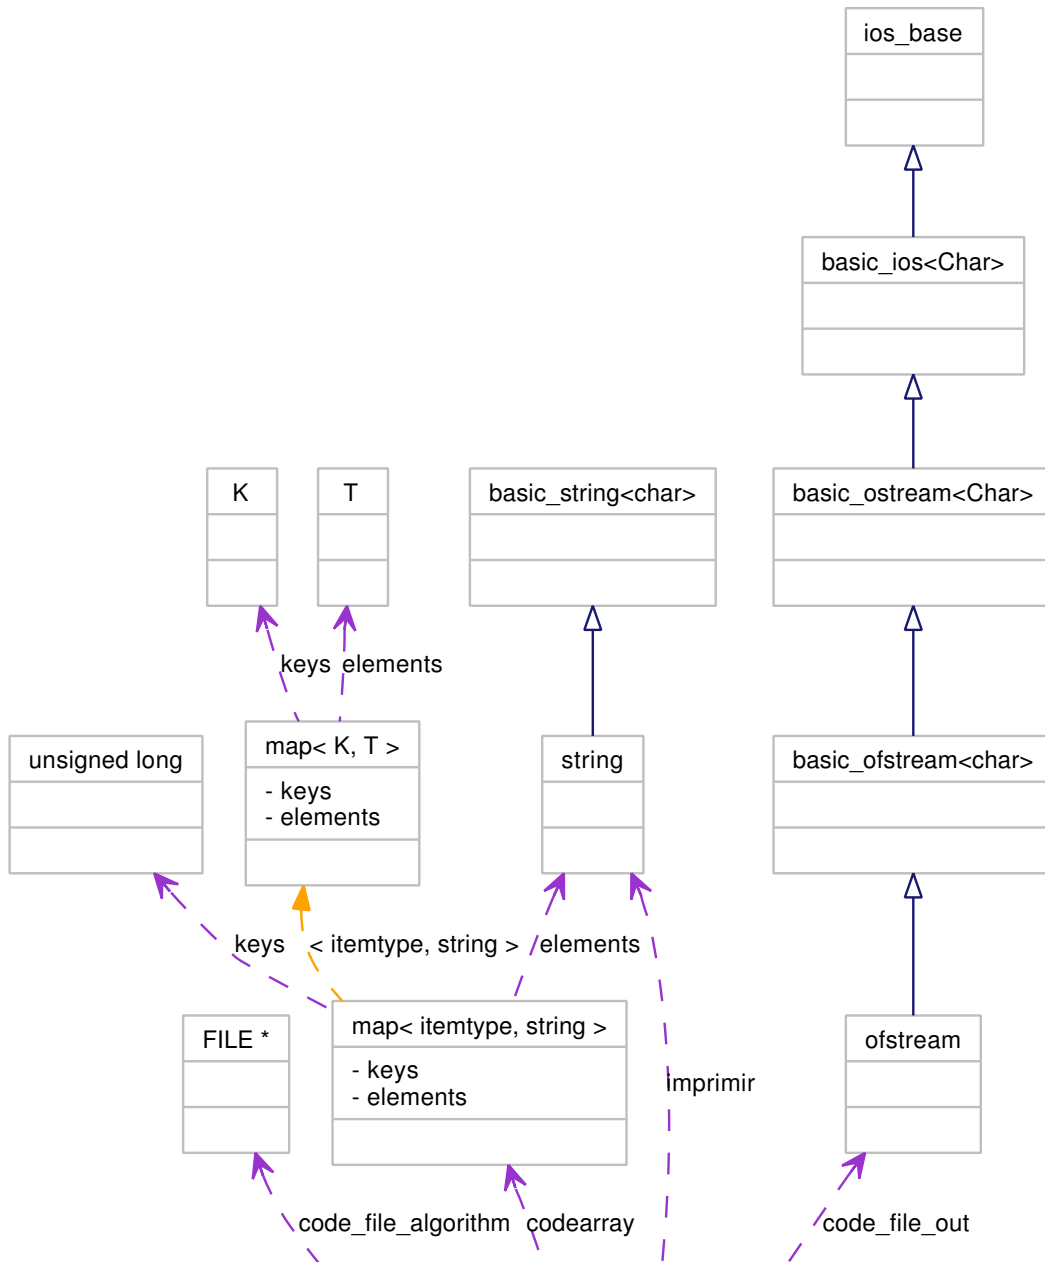 ios_base
basic_ios<Char>
K
T
basic_string<char>
basic_ostream<Char>
keys
elements
unsigned long
map< K, T >
- keys
- elements
string
basic_ofstream<char>
keys
< itemtype, string >
elements
FILE *
map< itemtype, string >
- keys
- elements
imprimir
ofstream
code_file_algorithm
codearray
code_file_out